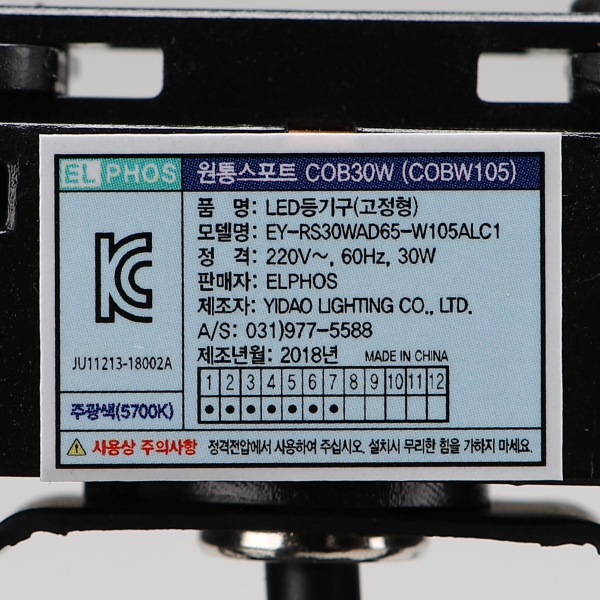 EL PHOS
원통스포트 COB30W (COBW105)
품 명: LED등기구(고정형)
모델명: EY-RS30WAD65-W105ALC1
정 격: 220V~, 60Hz, 30W
판매자: ELPHOS
제조자: YIDAO LIGHTING CO., LTD.
A/S: 031)977-5588
제조년월: 2018년 MADE IN CHINA
1 2 3 4 5 6 7 8 9 10 11 12
● ● ● ● ● ● ●
JU11213-18002A
주광색(5700K)
사용상 주의사항 정격전압에서 사용하여 주십시오. 설치시 무리한 힘을 가하지 마세요.